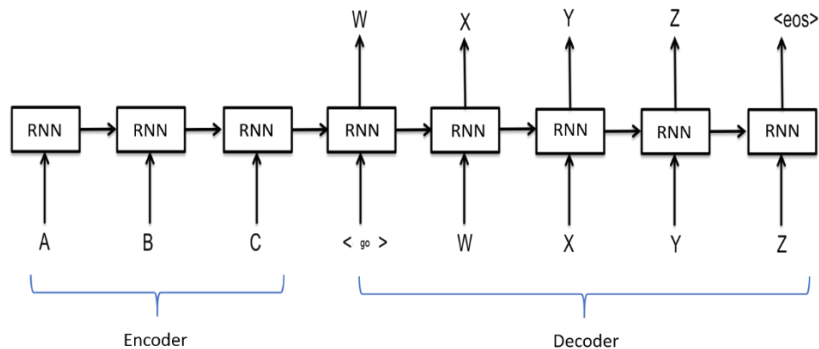 W X Y Z <eos>
RNN RNN RNN RNN RNN RNN RNN RNN
A B C < go > W X Y Z
Encoder Decoder